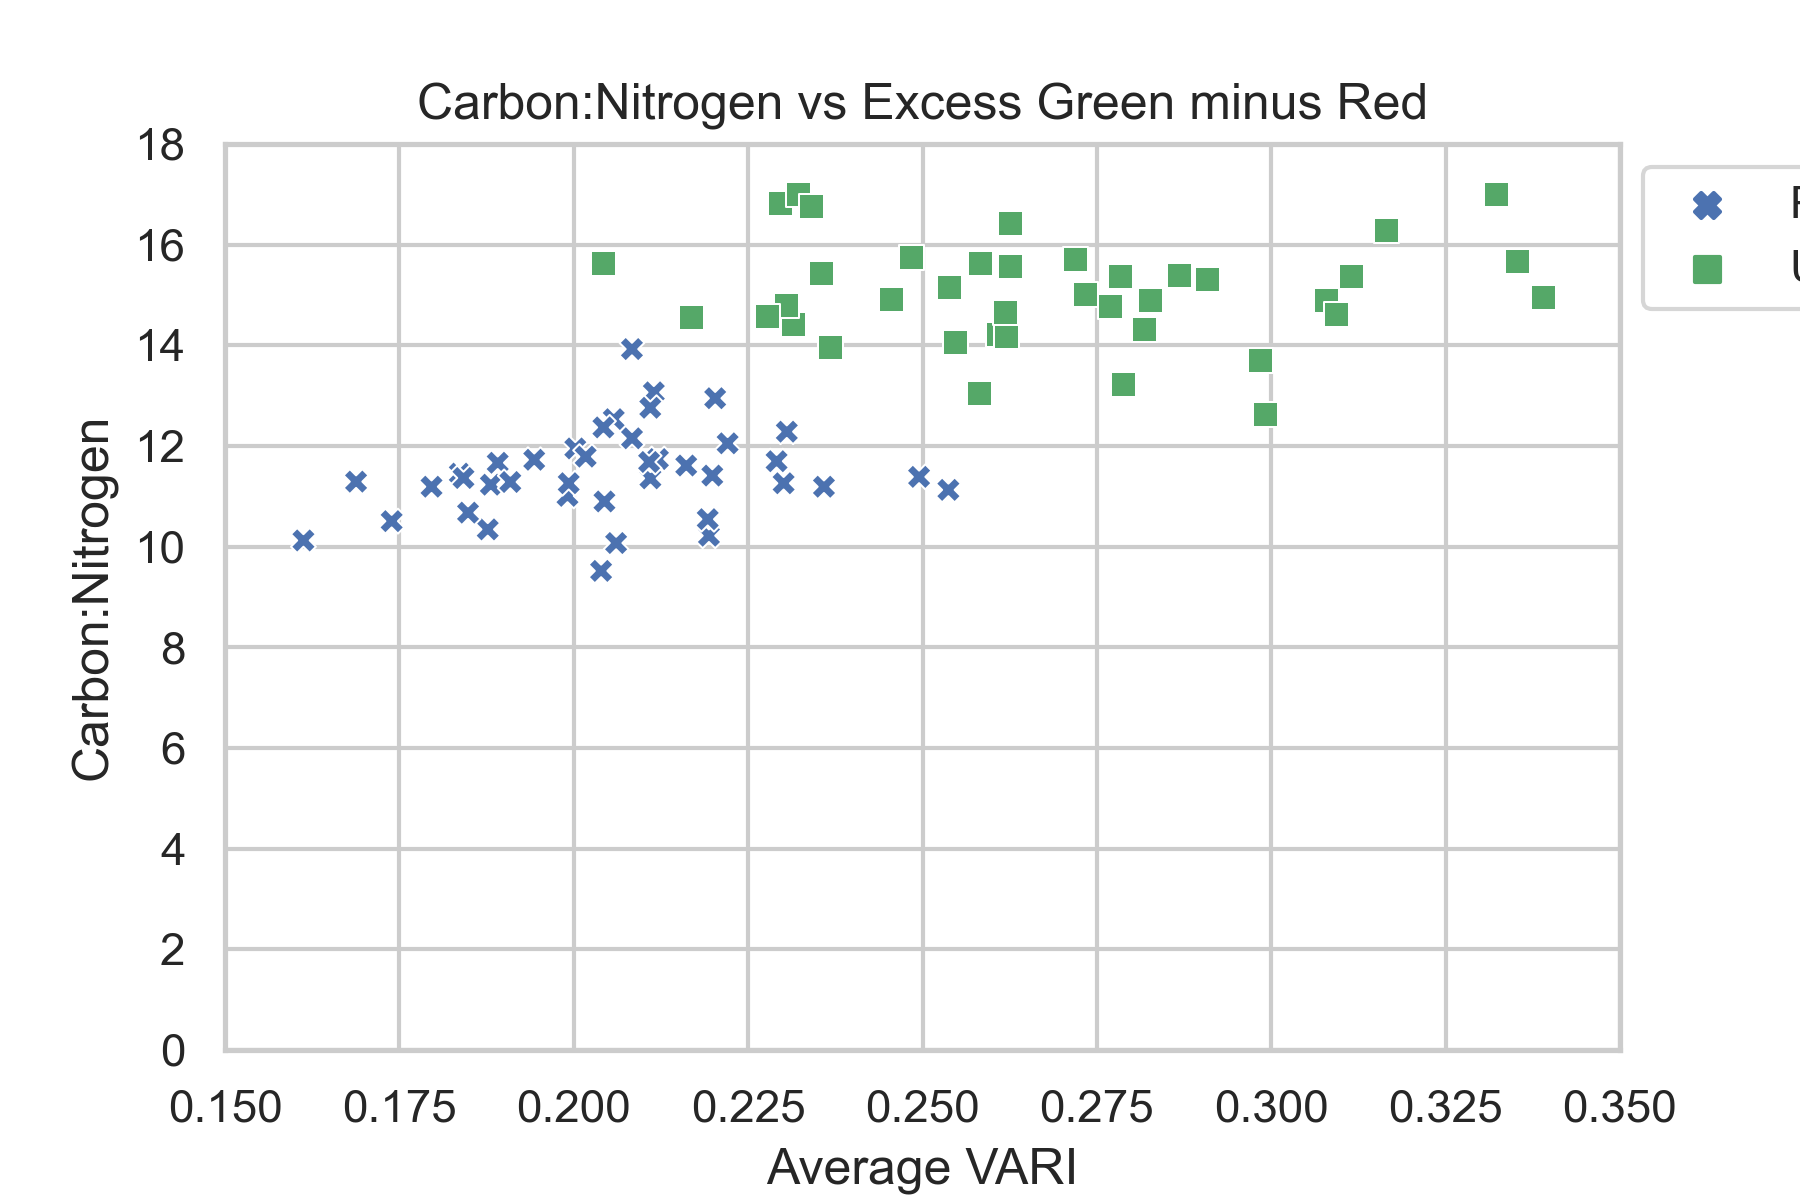 Carbon:Nitrogen vs Excess Green minus Red
18
16
14
12
10
8
6
4
2
0
Carbon:Nitrogen
0.150 0.175 0.200 0.225 0.250 0.275 0.300 0.325 0.350
Average VARI